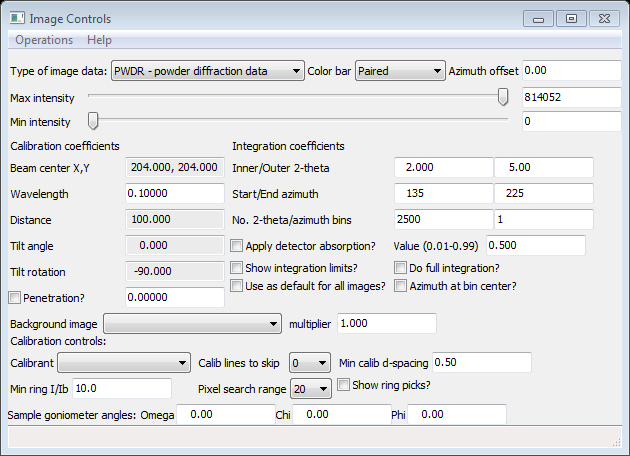 Image Controls
Operations Help
Type of image data: PWDR - powder diffraction data Color bar Paired Azimuth offset 0.00
Max intensity 814052
Min intensity 0
Calibration coefficients Integration coefficients
Beam center X,Y 204.000, 204.000 Inner/Outer 2-theta 2.000 5.00
Wavelength 0.10000 Start/End azimuth 135 225
Distance 100.000 No. 2-theta/azimuth bins 2500 1
Tilt angle 0.000 Apply detector absorption? Value (0.01-0.99) 0.500
Tilt rotation -90.000 Show integration limits? Do full integration?
Use as default for all images? Azimuth at bin center?
Penetration? 0.00000
Background image multiplier 1.000
Calibration controls:
Calibrant Calib lines to skip 0 Min calib d-spacing 0.50
Min ring I/Ib 10.0 Pixel search range 20 Show ring picks?
Sample goniometer angles: Omega 0.00 Chi 0.00 Phi 0.00